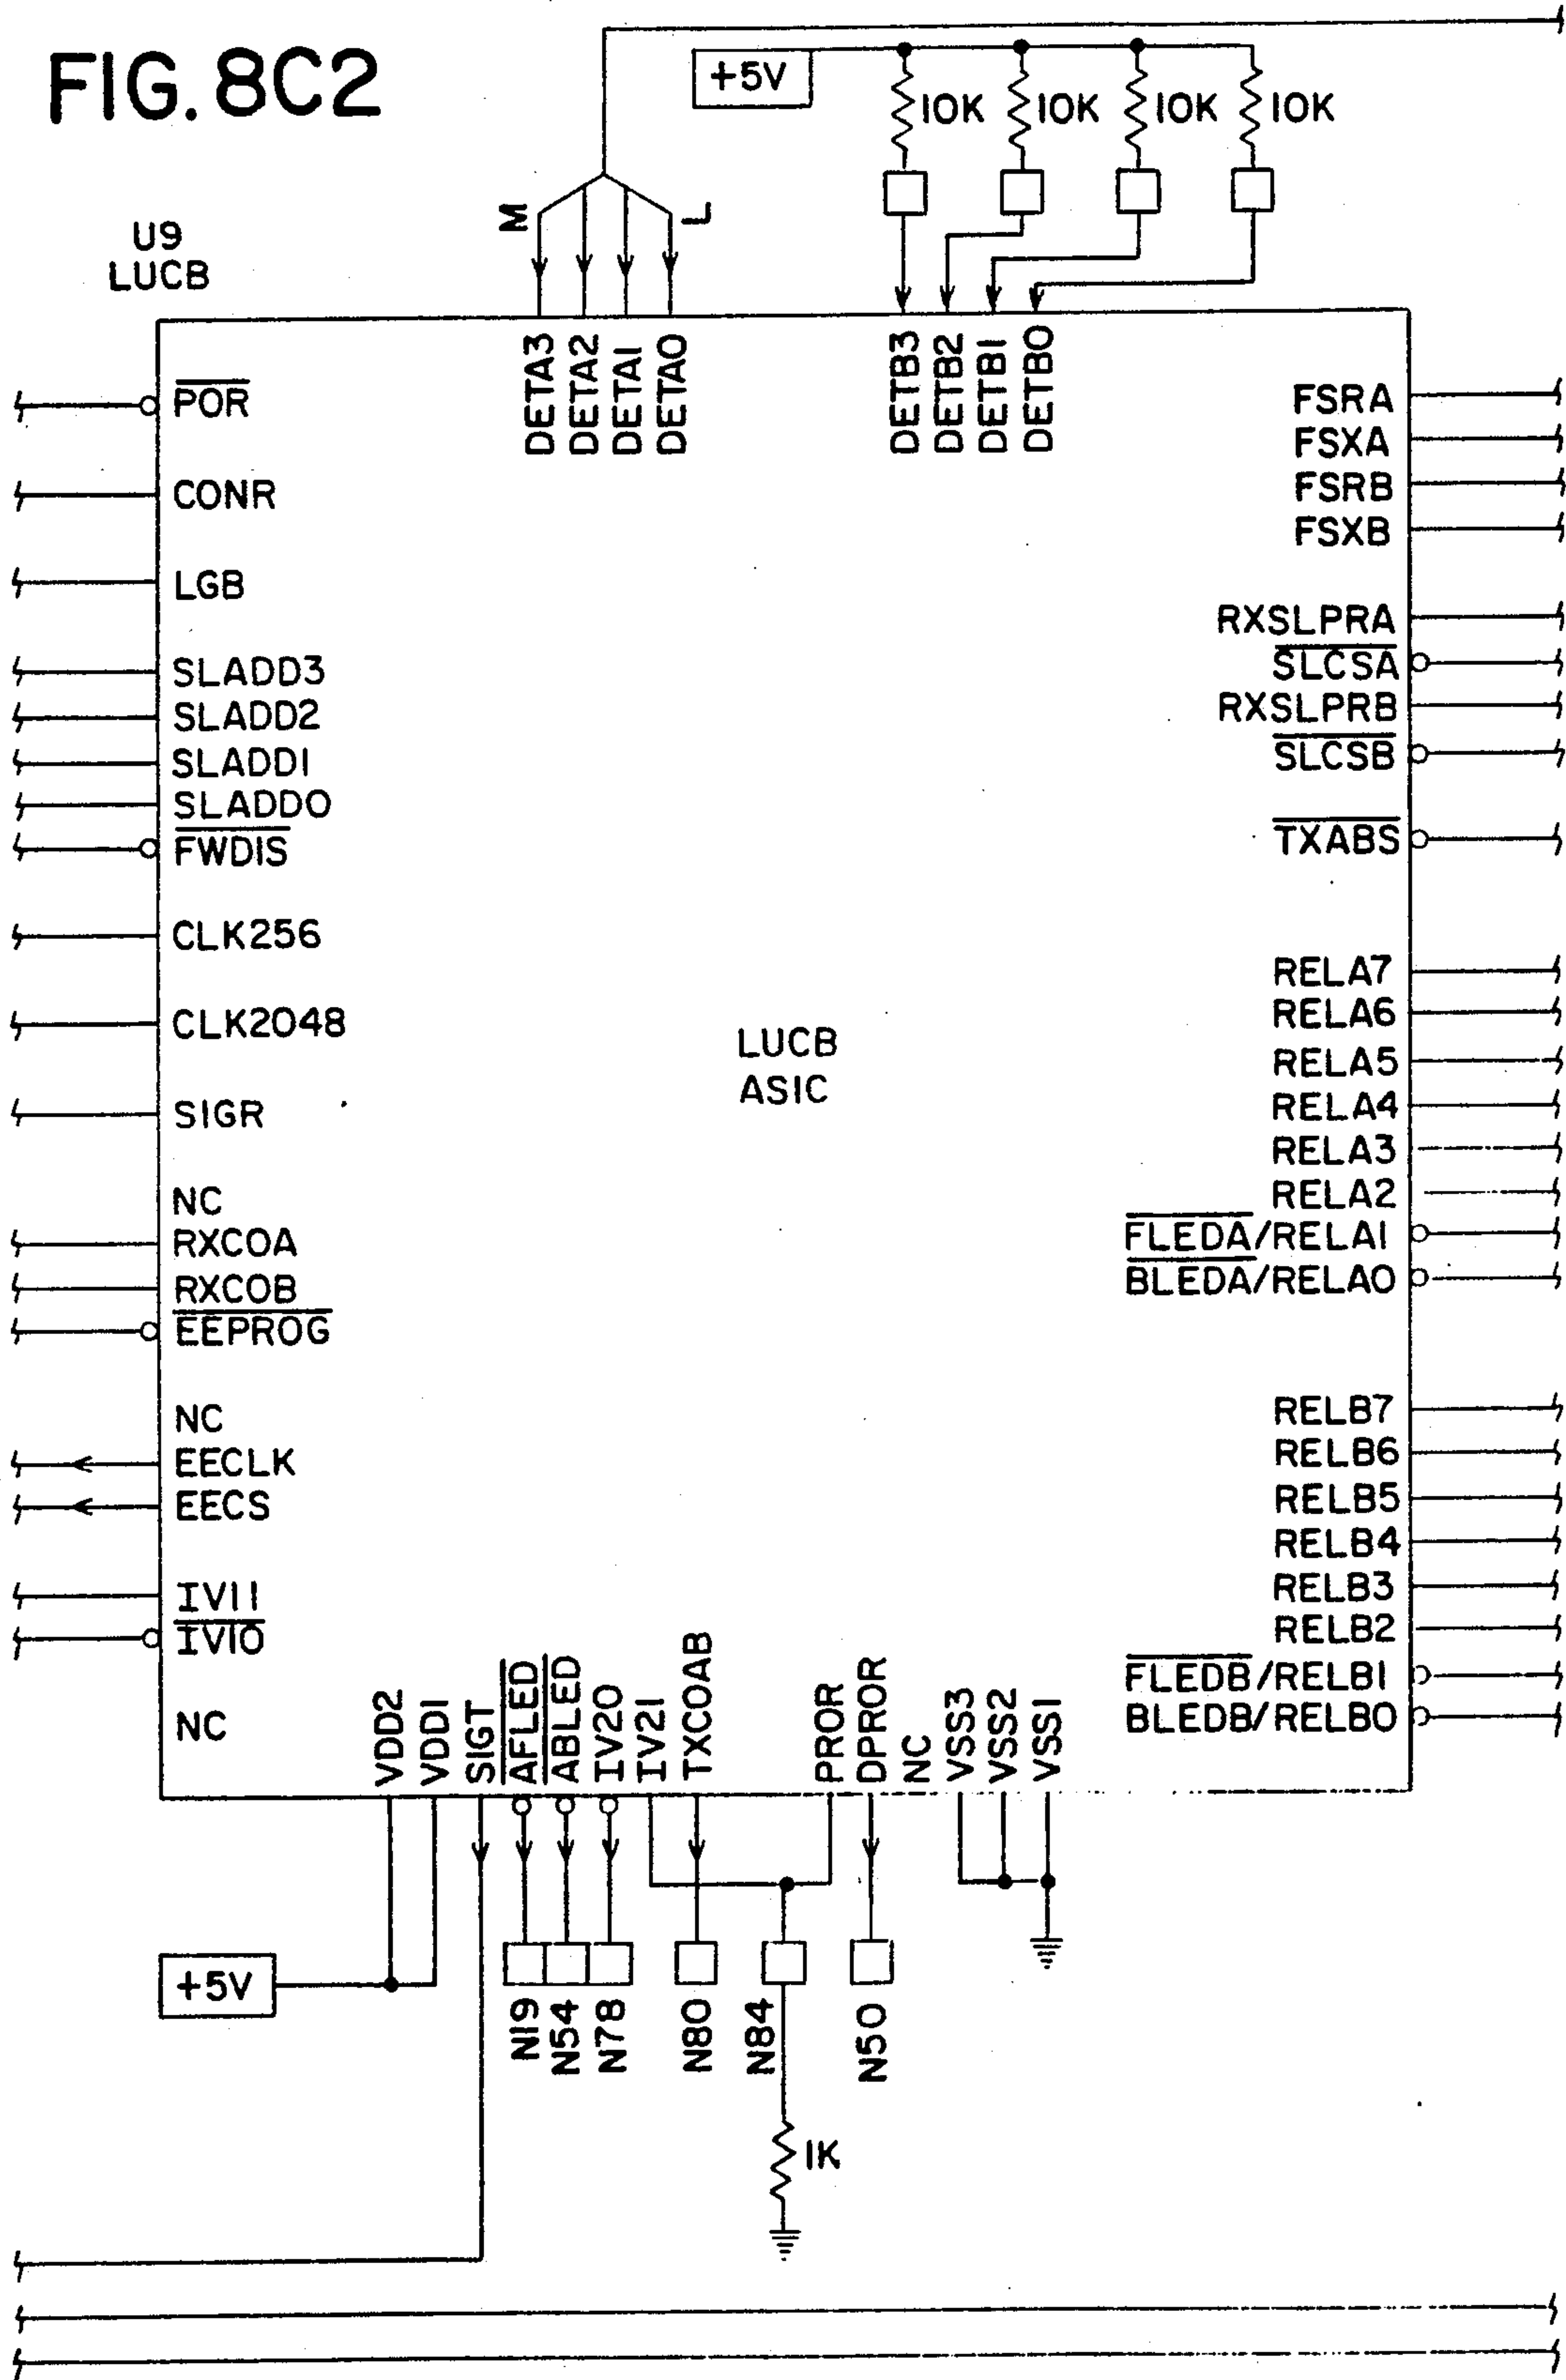 FIG. 8C2
+5V
10K
10K
10K
10K
M
L
U9
LUCB
DETA3
DETA2
DETA1
DETA0
DETB3
DETB2
DETB1
DETB0
POR
CONR
LGB
SLADD3
SLADD2
SLADD1
SLADD0
FWDIS
CLK256
CLK2048
SIGR
NC
RXCOA
RXCOB
EEPROG
NC
EECLK
EECS
IV11
IV10
NC
LUCB
ASIC
FSRA
FSXA
FSRB
FSXB
RXSLPRA
SLCSA
RXSLPRB
SLCSB
TXABS
RELA7
RELA6
RELA5
RELA4
RELA3
RELA2
FLEDA/RELA1
BLEDA/RELA0
RELB7
RELB6
RELB5
RELB4
RELB3
RELB2
FLEDB/RELB1
BLEDB/RELB0
VDD2
VDD1
SIGT
AFLED
ABLED
IV20
IV21
TXCOAB
PROR
DPROR
NC
VSS3
VSS2
VSS1
+5V
N19
N54
N78
N80
N84
N50
1K